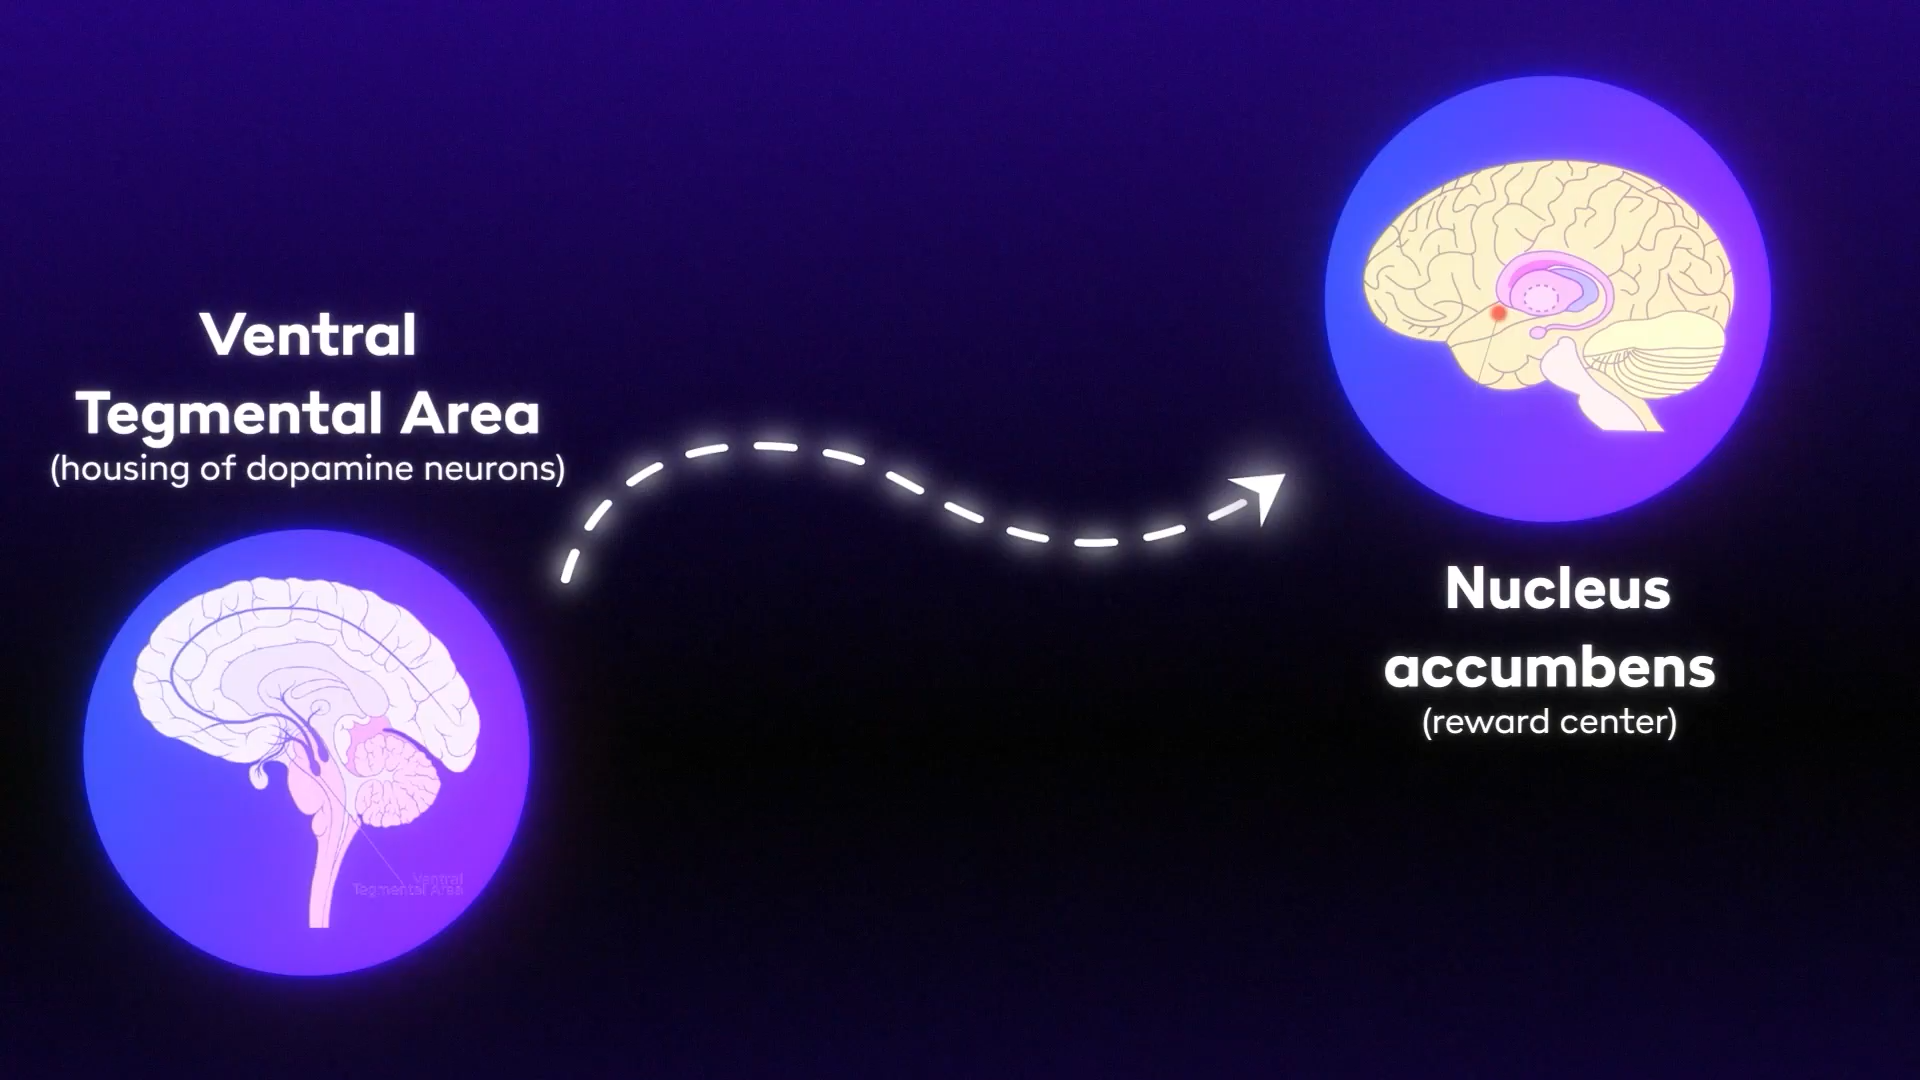 Ventral
Tegmental Area
(housing of dopamine neurons)
Ventral
Tegmental Area
Nucleus
accumbens
(reward center)